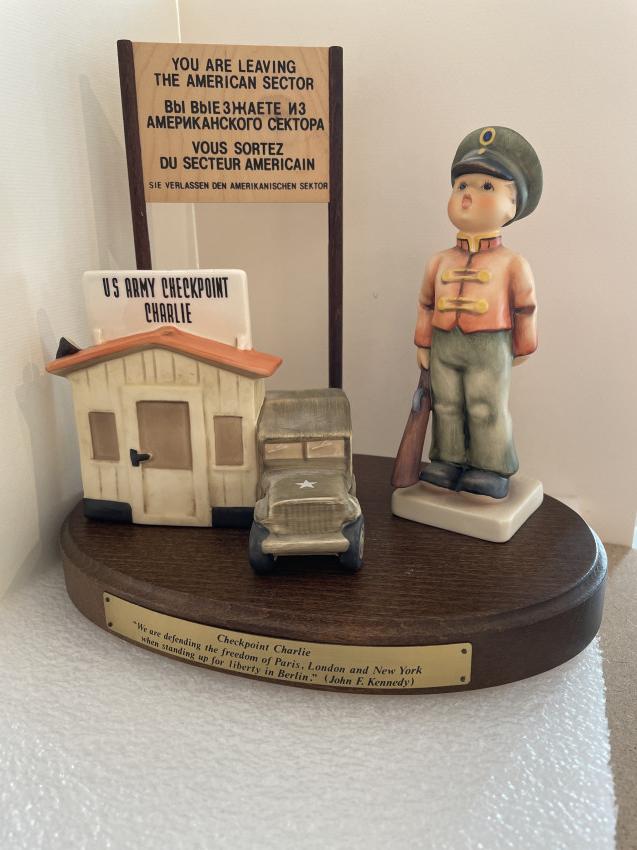 YOU ARE LEAVING
THE AMERICAN SECTOR
ВЫ ВЫЕЗЖАЕТЕ ИЗ
АМЕРИКАНСКОГО СЕКТОРА
VOUS SORTEZ
DU SECTEUR AMERICAIN
SIE VERLASSEN DEN AMERIKANISCHEN SEKTOR
US ARMY CHECKPOINT
CHARLIE
Checkpoint Charlie
"We are defending the freedom of Paris, London and New York
when standing up for liberty in Berlin." (John F. Kennedy)